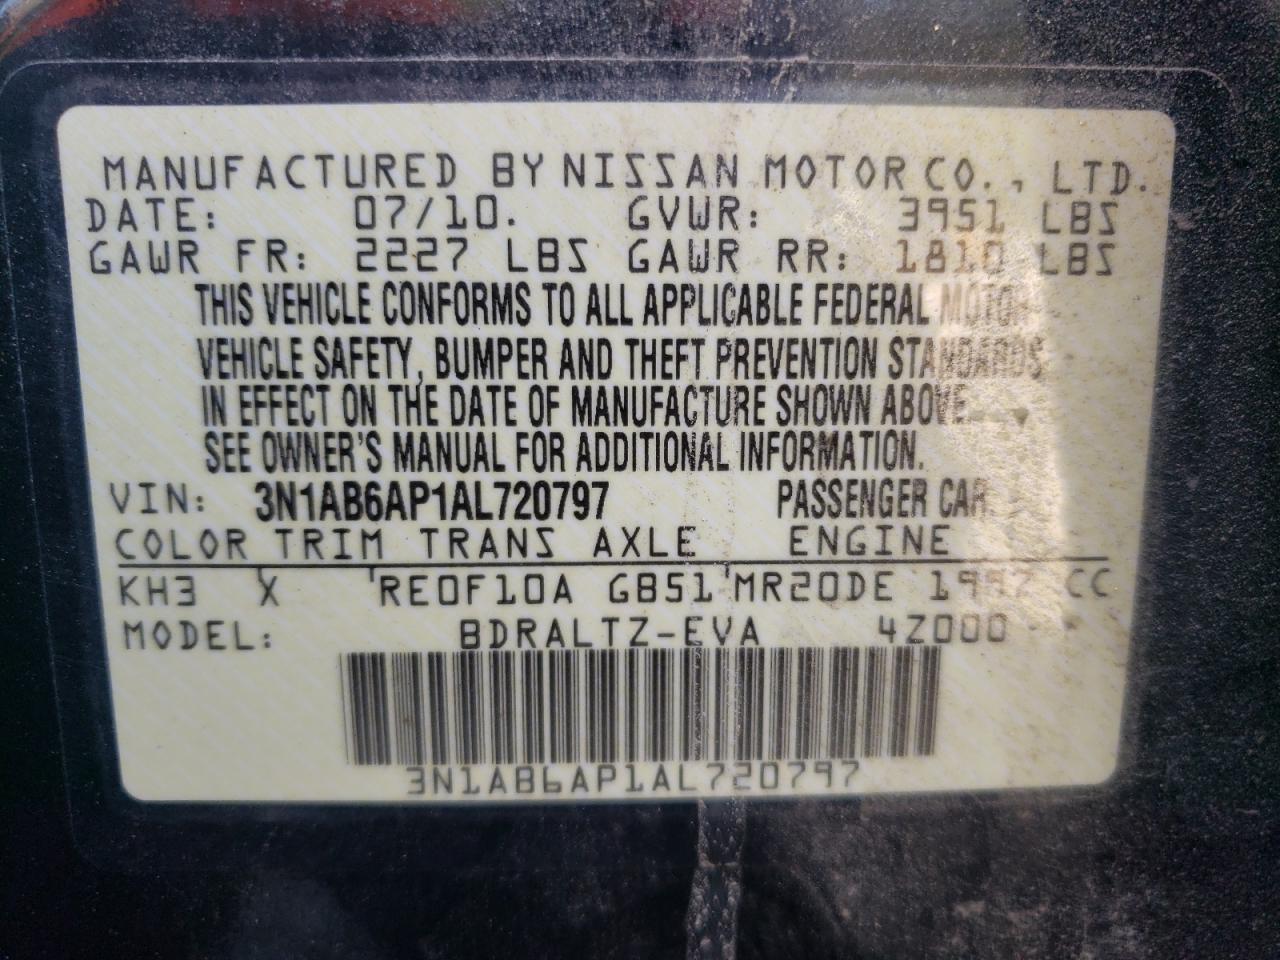 MANUFACTURED BY NISSAN MOTOR CO., LTD.
DATE: 07/10. GVWR: 3951 LBS
GAWR FR: 2227 LBS GAWR RR: 1810 LBS
THIS VEHICLE CONFORMS TO ALL APPLICABLE FEDERAL MOTOR
VEHICLE SAFETY, BUMPER AND THEFT PREVENTION STANDARDS
IN EFFECT ON THE DATE OF MANUFACTURE SHOWN ABOVE.
SEE OWNER'S MANUAL FOR ADDITIONAL INFORMATION.
VIN: 3N1AB6AP1AL720797 PASSENGER CAR
COLOR TRIM TRANS AXLE ENGINE
KH3 X RE0F10A GB51 MR20DE 1997 CC
MODEL: BDRALTZ-EVA 4Z000
3N1AB6AP1AL720797